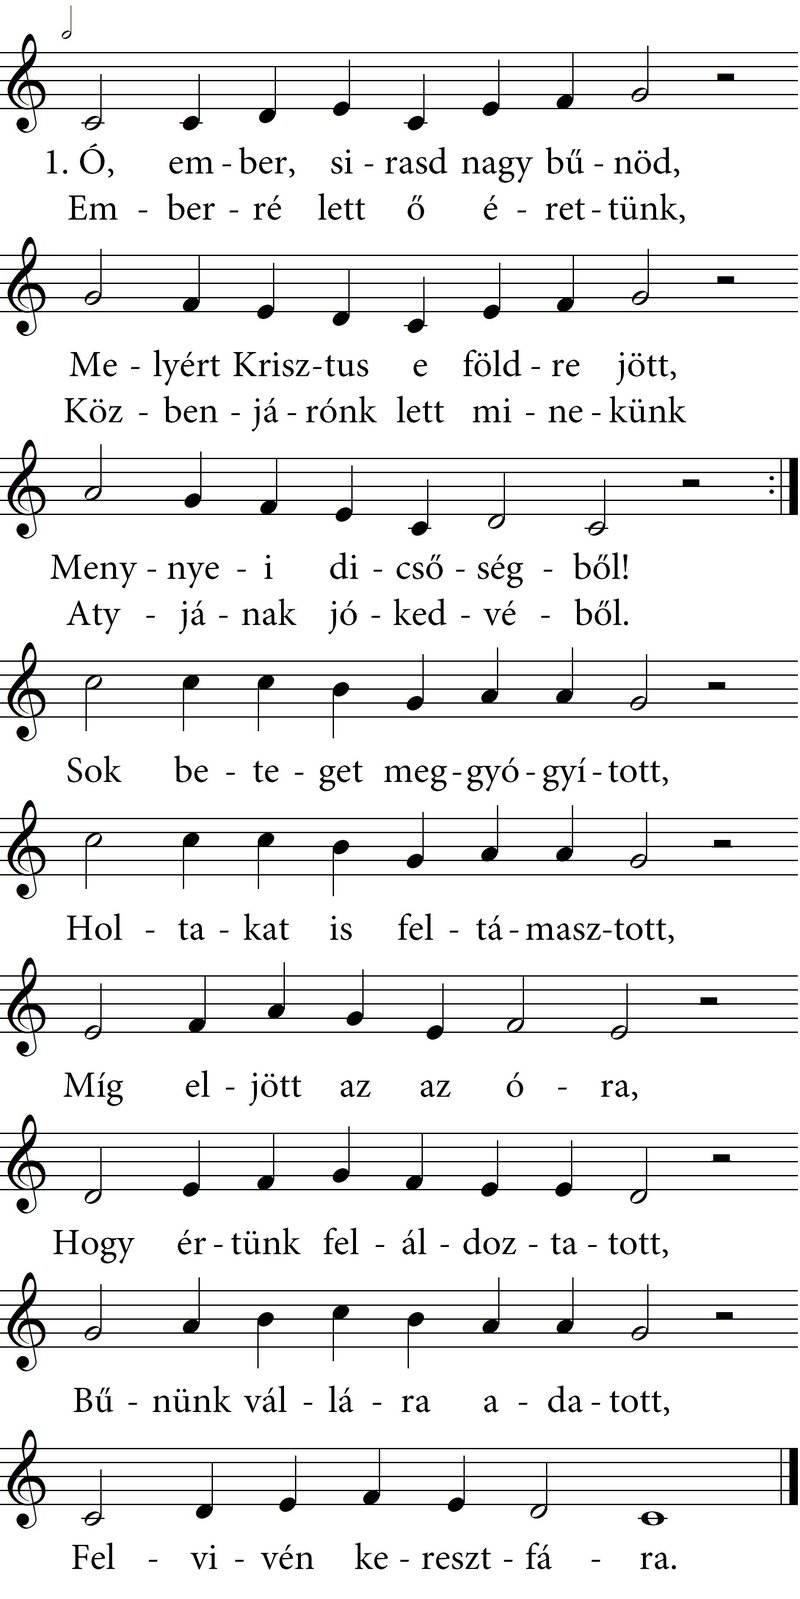 1. Ó, em - ber, si - rasd nagy bű - nöd,
Em - ber - ré lett ő é - ret - tünk,
Me - lyért Krisz - tus e föld - re jött,
Köz - ben - já - rónk lett mi - ne - künk
Meny - nye - i di - cső - ség - ből!
Aty - já - nak jó - ked - vé - ből.
Sok be - te - get meg - gyó - gyí - tott,
Hol - ta - kat is fel - tá - masz - tott,
Míg el - jött az az ó - ra,
Hogy ér - tünk fel - ál - doz - ta - tott,
Bű - nünk vál - lá - ra a - da - tott,
Fel - vi - vén ke - reszt - fá - ra.